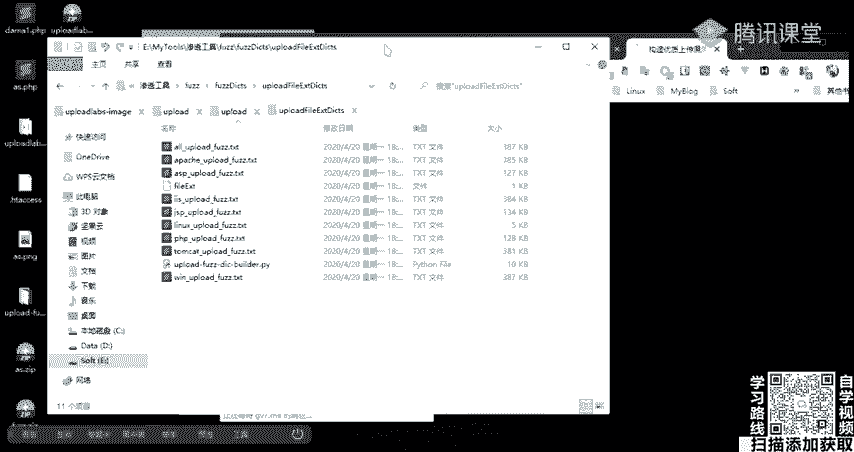 dama1.php
uploadlab...
as.php
uploadlab...
.htaccess
as.png
upload-fu...
as.zip
E:\MyTools\渗透工具\fuzz\fuzzDicts\uploadFileExtDicts
主页 共享 查看
渗透工具 › fuzz › fuzzDicts › uploadFileExtDicts
搜索"uploadFileExtDicts"
uploadlabs-image
upload
upload
uploadFileExtDicts
名称 修改日期 类型 大小
all_upload_fuzz.txt 2020/4/20 星期一 18:... TXT 文件 387 KB
apache_upload_fuzz.txt 2020/4/20 星期一 18:... TXT 文件 285 KB
asp_upload_fuzz.txt 2020/4/20 星期一 18:... TXT 文件 127 KB
fileExt 2020/4/20 星期一 18:... 文件 1 KB
iis_upload_fuzz.txt 2020/4/20 星期一 18:... TXT 文件 384 KB
jsp_upload_fuzz.txt 2020/4/20 星期一 18:... TXT 文件 134 KB
linux_upload_fuzz.txt 2020/4/20 星期一 18:... TXT 文件 5 KB
php_upload_fuzz.txt 2020/4/20 星期一 18:... TXT 文件 128 KB
tomcat_upload_fuzz.txt 2020/4/20 星期一 18:... TXT 文件 381 KB
upload-fuzz-dic-builder.py 2020/4/20 星期一 18:... Python File 10 KB
win_upload_fuzz.txt 2020/4/20 星期一 18:... TXT 文件 387 KB
快速访问
OneDrive
WPS云文档
此电脑
3D 对象
坚果云
视频
图片
文档
下载
音乐
桌面
本地磁盘 (C:)
Data (D:)
Soft (E:)
网络
11 个项目
腾讯课堂
Linux
MyBlog
Soft
其他书
学习路线
自学视频
扫描添加获取